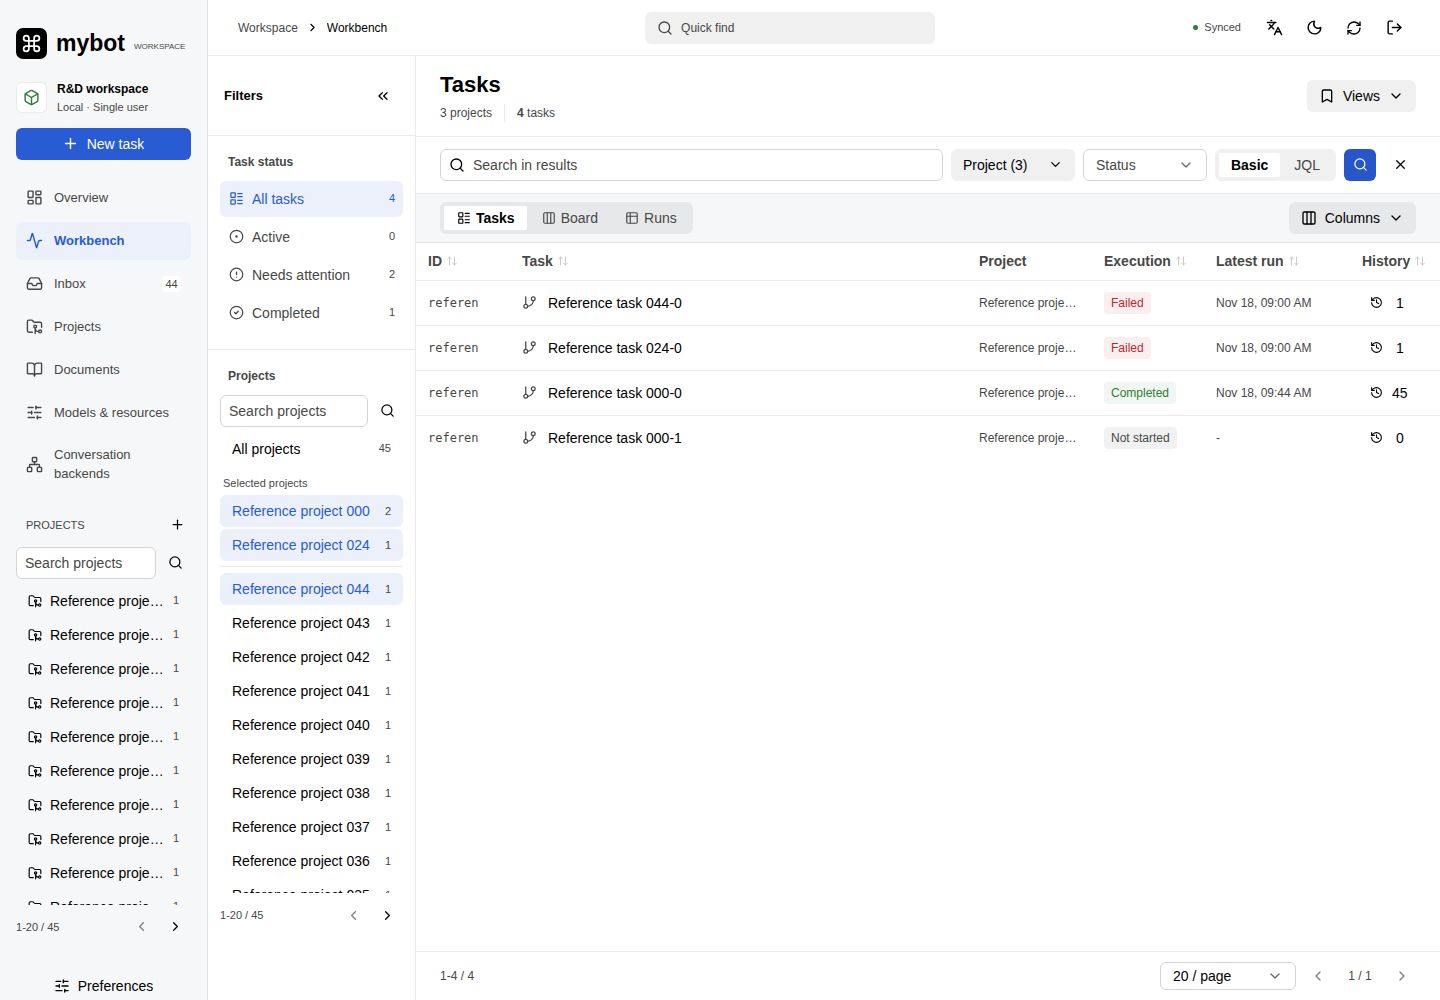 mybot WORKSPACE
R&D workspace
Local · Single user
New task
Overview
Workbench
Inbox 44
Projects
Documents
Models & resources
Conversation
backends
PROJECTS
Search projects
Reference proje… 1
Reference proje… 1
Reference proje… 1
Reference proje… 1
Reference proje… 1
Reference proje… 1
Reference proje… 1
Reference proje… 1
Reference proje… 1
Reference proje… 1
1-20 / 45
Preferences
Workspace Workbench
Quick find
Synced
Filters
Task status
All tasks 4
Active 0
Needs attention 2
Completed 1
Projects
Search projects
All projects 45
Selected projects
Reference project 000 2
Reference project 024 1
Reference project 044 1
Reference project 043 1
Reference project 042 1
Reference project 041 1
Reference project 040 1
Reference project 039 1
Reference project 038 1
Reference project 037 1
Reference project 036 1
Reference project 035 1
1-20 / 45
Tasks
3 projects 4 tasks
Views
Search in results Project (3) Status Basic JQL
Tasks Board Runs Columns
ID Task Project Execution Latest run History
referen Reference task 044-0 Reference proje… Failed Nov 18, 09:00 AM 1
referen Reference task 024-0 Reference proje… Failed Nov 18, 09:00 AM 1
referen Reference task 000-0 Reference proje… Completed Nov 18, 09:44 AM 45
referen Reference task 000-1 Reference proje… Not started - 0
1-4 / 4 20 / page 1 / 1